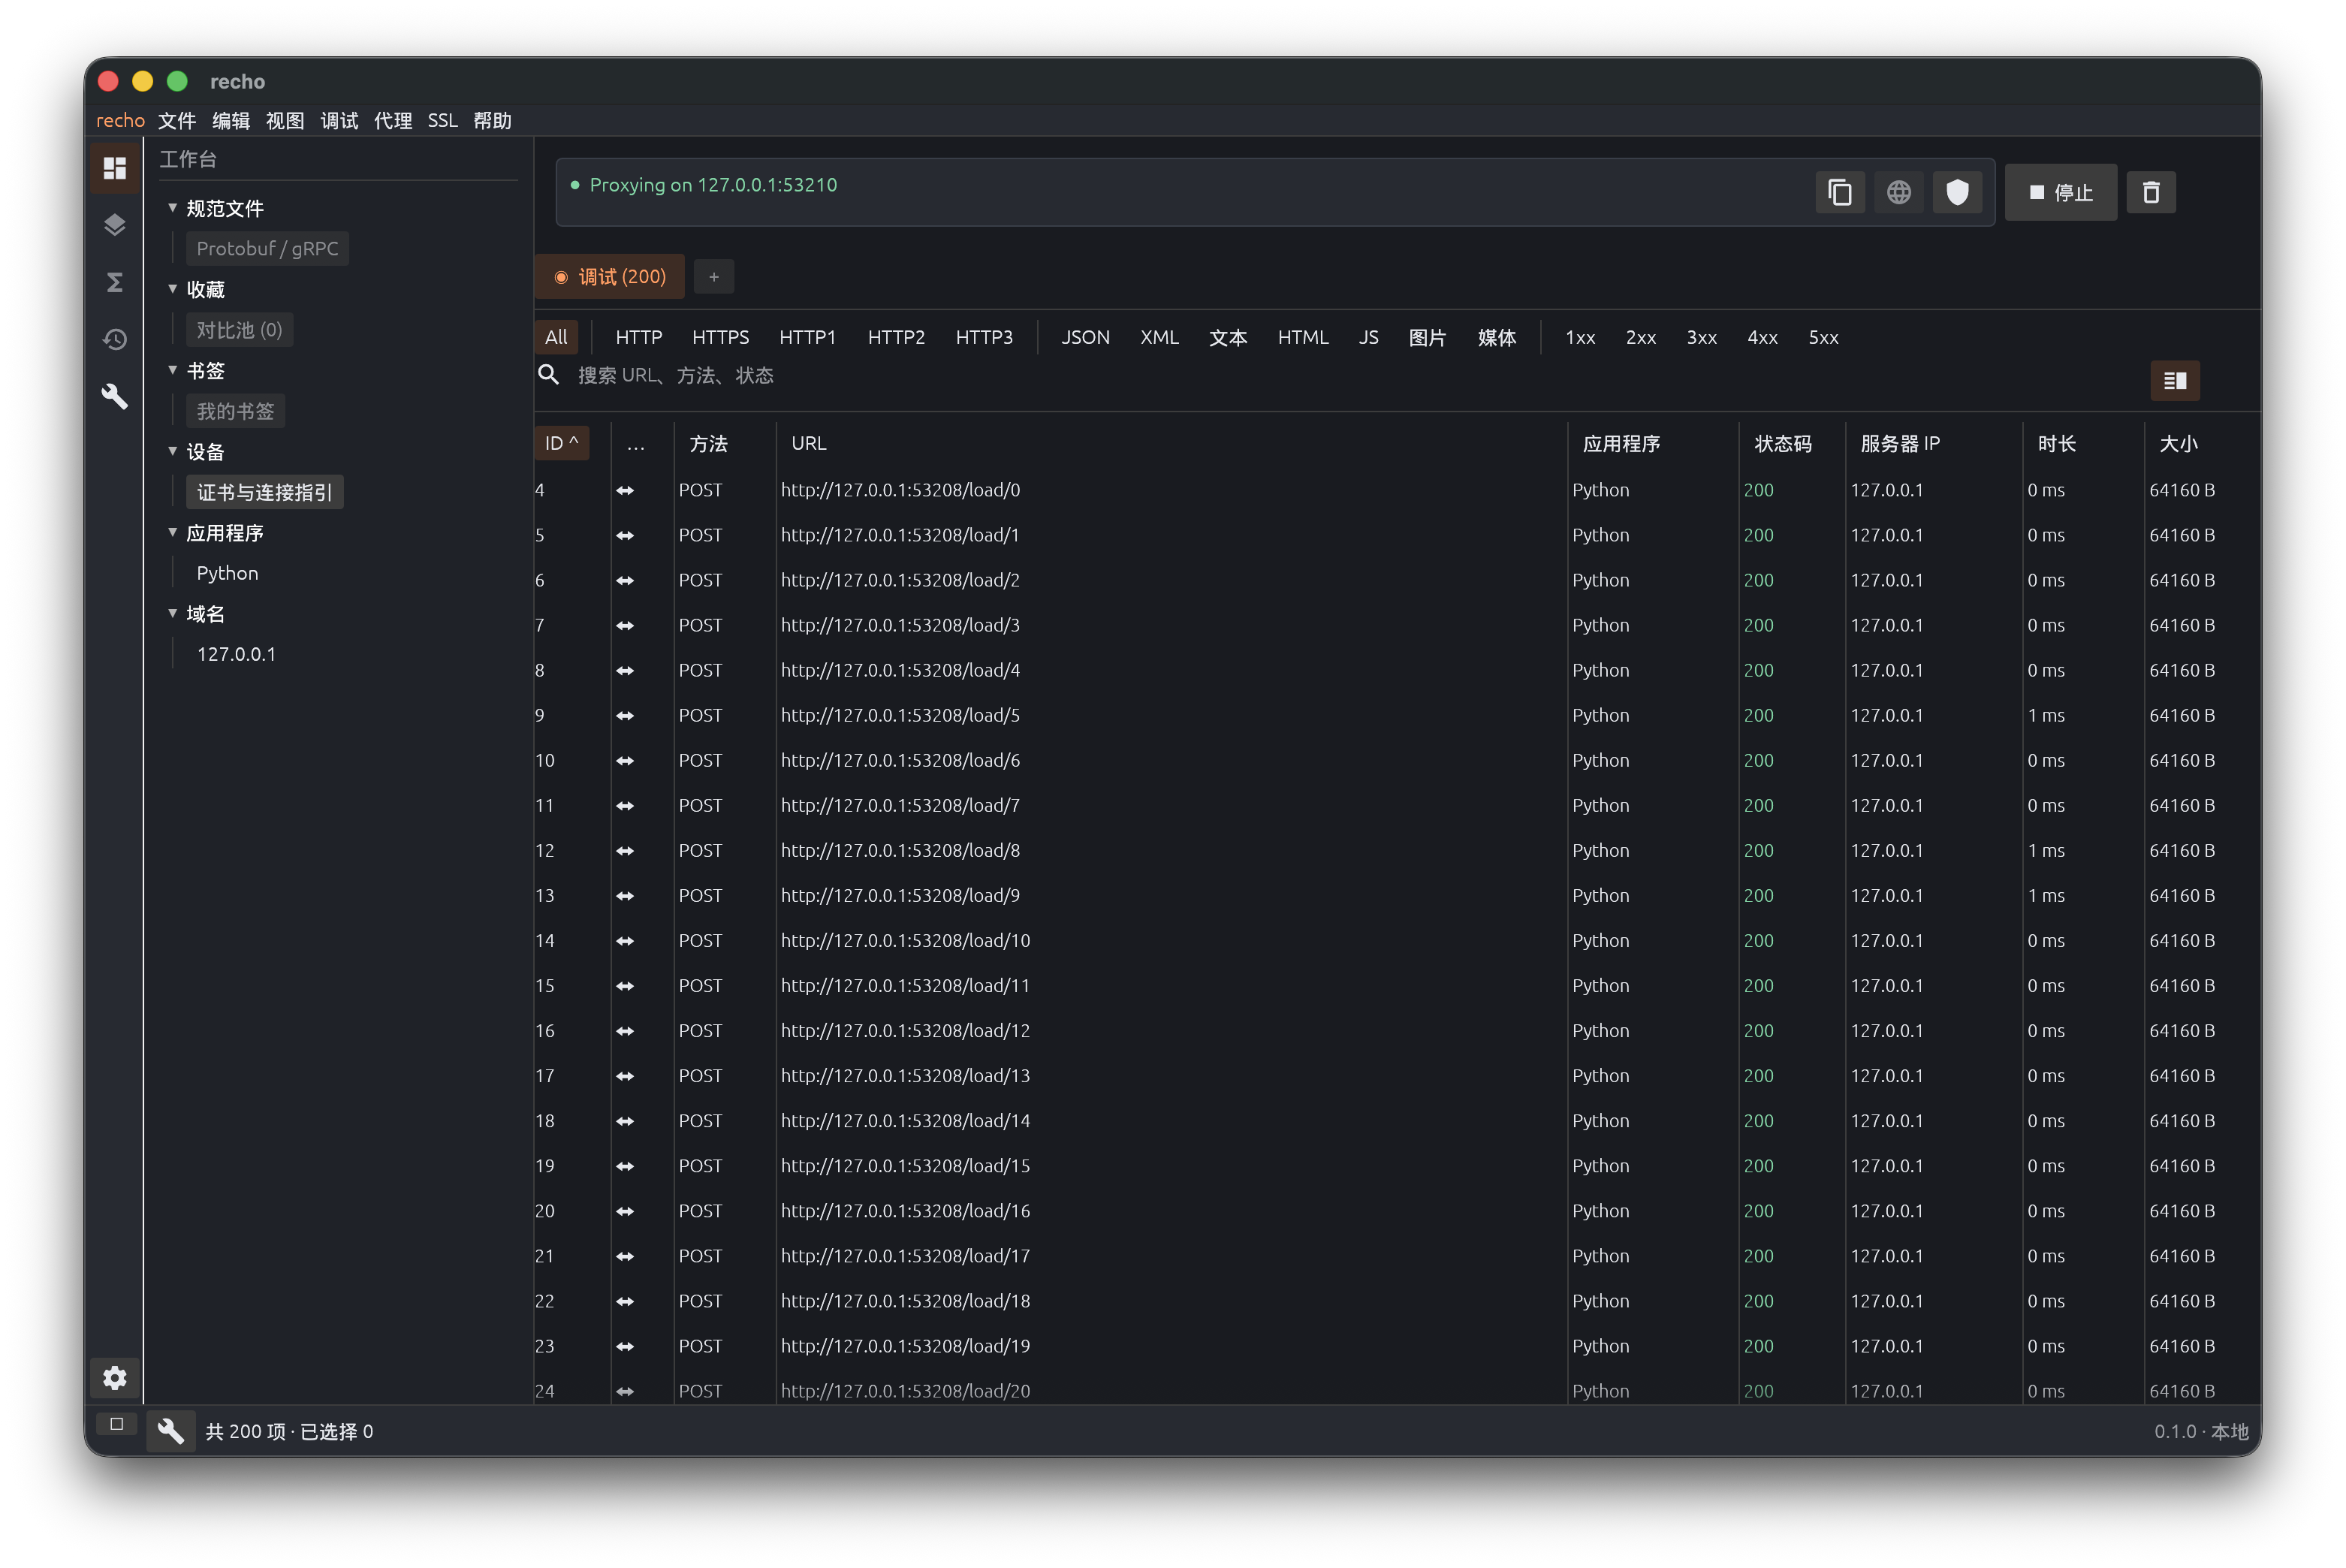 recho
recho 文件 编辑 视图 调试 代理 SSL 帮助
工作台
▼ 规范文件
Protobuf / gRPC
▼ 收藏
对比池 (0)
▼ 书签
我的书签
▼ 设备
证书与连接指引
▼ 应用程序
Python
▼ 域名
127.0.0.1
Proxying on 127.0.0.1:53210
停止
调试 (200) +
All HTTP HTTPS HTTP1 HTTP2 HTTP3 JSON XML 文本 HTML JS 图片 媒体 1xx 2xx 3xx 4xx 5xx
搜索 URL、方法、状态
ID ^ ... 方法 URL 应用程序 状态码 服务器 IP 时长 大小
4 POST http://127.0.0.1:53208/load/0 Python 200 127.0.0.1 0 ms 64160 B
5 POST http://127.0.0.1:53208/load/1 Python 200 127.0.0.1 0 ms 64160 B
6 POST http://127.0.0.1:53208/load/2 Python 200 127.0.0.1 0 ms 64160 B
7 POST http://127.0.0.1:53208/load/3 Python 200 127.0.0.1 0 ms 64160 B
8 POST http://127.0.0.1:53208/load/4 Python 200 127.0.0.1 0 ms 64160 B
9 POST http://127.0.0.1:53208/load/5 Python 200 127.0.0.1 1 ms 64160 B
10 POST http://127.0.0.1:53208/load/6 Python 200 127.0.0.1 0 ms 64160 B
11 POST http://127.0.0.1:53208/load/7 Python 200 127.0.0.1 0 ms 64160 B
12 POST http://127.0.0.1:53208/load/8 Python 200 127.0.0.1 1 ms 64160 B
13 POST http://127.0.0.1:53208/load/9 Python 200 127.0.0.1 1 ms 64160 B
14 POST http://127.0.0.1:53208/load/10 Python 200 127.0.0.1 0 ms 64160 B
15 POST http://127.0.0.1:53208/load/11 Python 200 127.0.0.1 0 ms 64160 B
16 POST http://127.0.0.1:53208/load/12 Python 200 127.0.0.1 0 ms 64160 B
17 POST http://127.0.0.1:53208/load/13 Python 200 127.0.0.1 0 ms 64160 B
18 POST http://127.0.0.1:53208/load/14 Python 200 127.0.0.1 0 ms 64160 B
19 POST http://127.0.0.1:53208/load/15 Python 200 127.0.0.1 0 ms 64160 B
20 POST http://127.0.0.1:53208/load/16 Python 200 127.0.0.1 0 ms 64160 B
21 POST http://127.0.0.1:53208/load/17 Python 200 127.0.0.1 0 ms 64160 B
22 POST http://127.0.0.1:53208/load/18 Python 200 127.0.0.1 0 ms 64160 B
23 POST http://127.0.0.1:53208/load/19 Python 200 127.0.0.1 0 ms 64160 B
24 POST http://127.0.0.1:53208/load/20 Python 200 127.0.0.1 0 ms 64160 B
共 200 项 · 已选择 0
0.1.0 · 本地